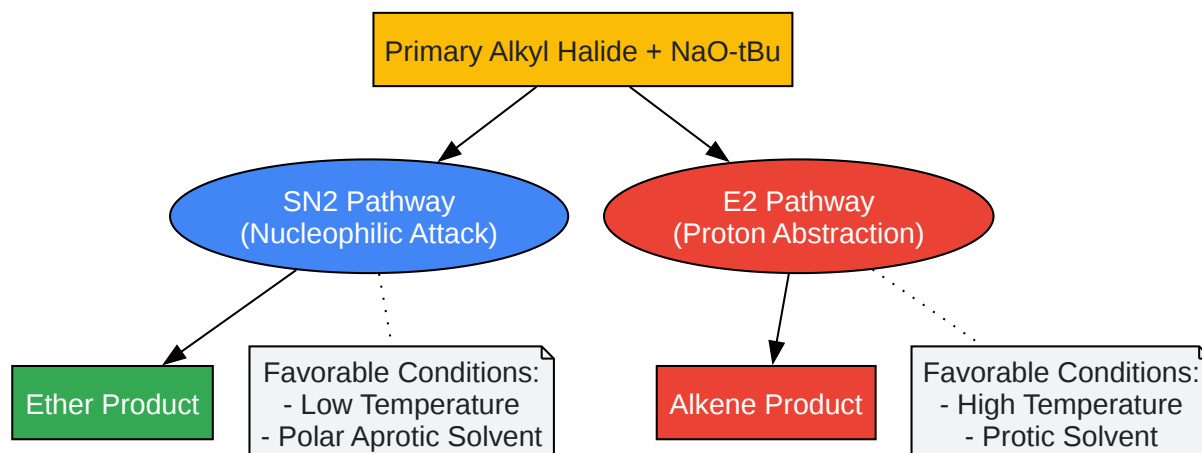 Primary Alkyl Halide + NaO-tBu
SN2 Pathway
(Nucleophilic Attack)
E2 Pathway
(Proton Abstraction)
Ether Product
Favorable Conditions:
- Low Temperature
- Polar Aprotic Solvent
Alkene Product
Favorable Conditions:
- High Temperature
- Protic Solvent